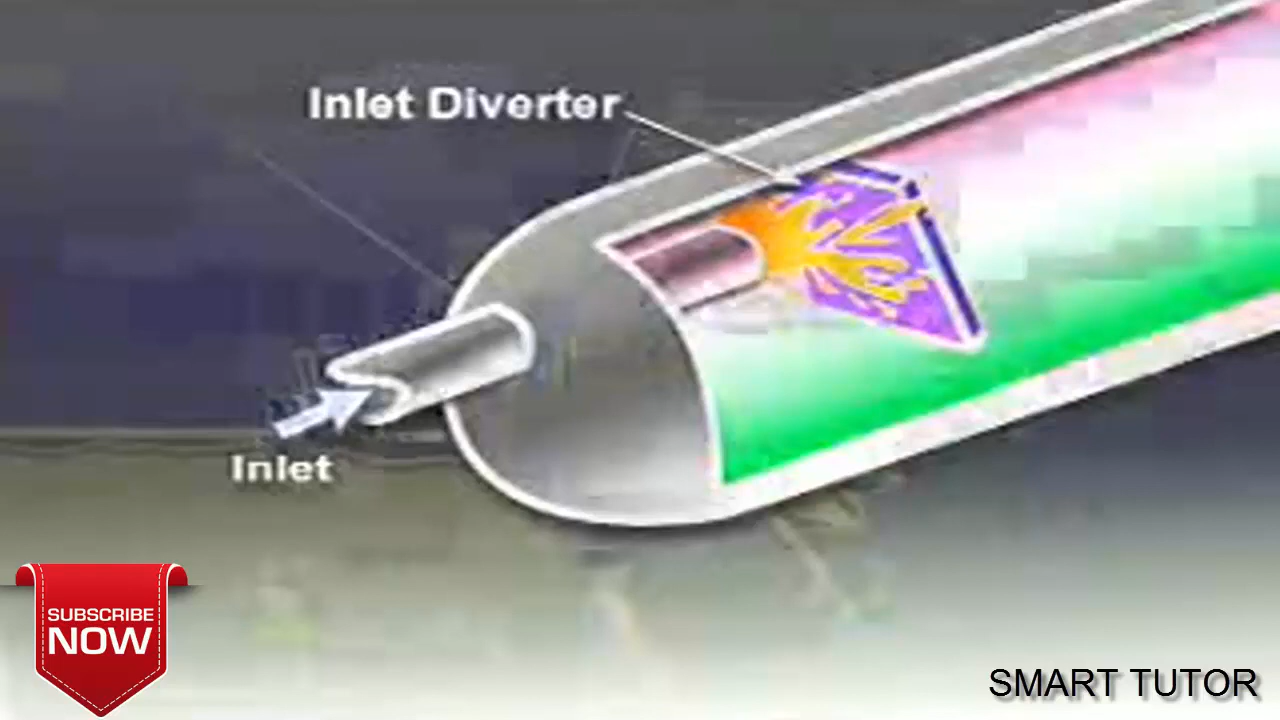 Inlet Diverter
Inlet
SUBSCRIBE
NOW
SMART TUTOR